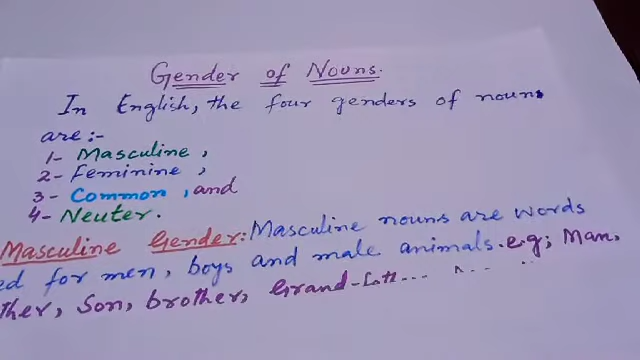 Gender of Nouns.
In English, the four genders of nouns
are:-
1- Masculine,
2- Feminine,
3- Common, and
4- Neuter.
Masculine Gender: Masculine nouns are words
for men, boys and male animals. e.g; Man,
Son, brother,